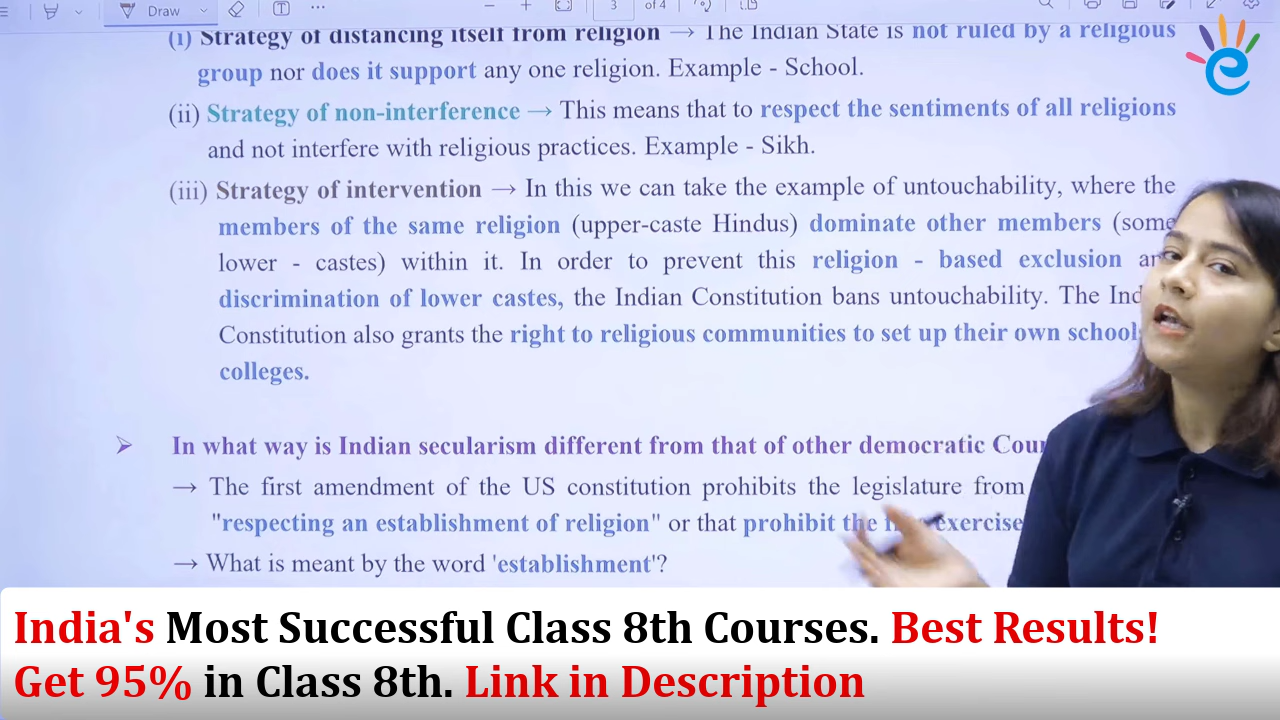 Draw
3 of 4
(i) Strategy of distancing itself from religion → The Indian State is not ruled by a religious
group nor does it support any one religion. Example - School.
(ii) Strategy of non-interference → This means that to respect the sentiments of all religions
and not interfere with religious practices. Example - Sikh.
(iii) Strategy of intervention → In this we can take the example of untouchability, where the
members of the same religion (upper-caste Hindus) dominate other members (some
lower - castes) within it. In order to prevent this religion - based exclusion
discrimination of lower castes, the Indian Constitution bans untouchability. The
Constitution also grants the right to religious communities to set up their own
colleges.
➤ In what way is Indian secularism different from that of other democratic
→ The first amendment of the US constitution prohibits the legislature from
"respecting an establishment of religion" or that prohibit the exercise
→ What is meant by the word 'establishment'?
India's Most Successful Class 8th Courses. Best Results!
Get 95% in Class 8th. Link in Description